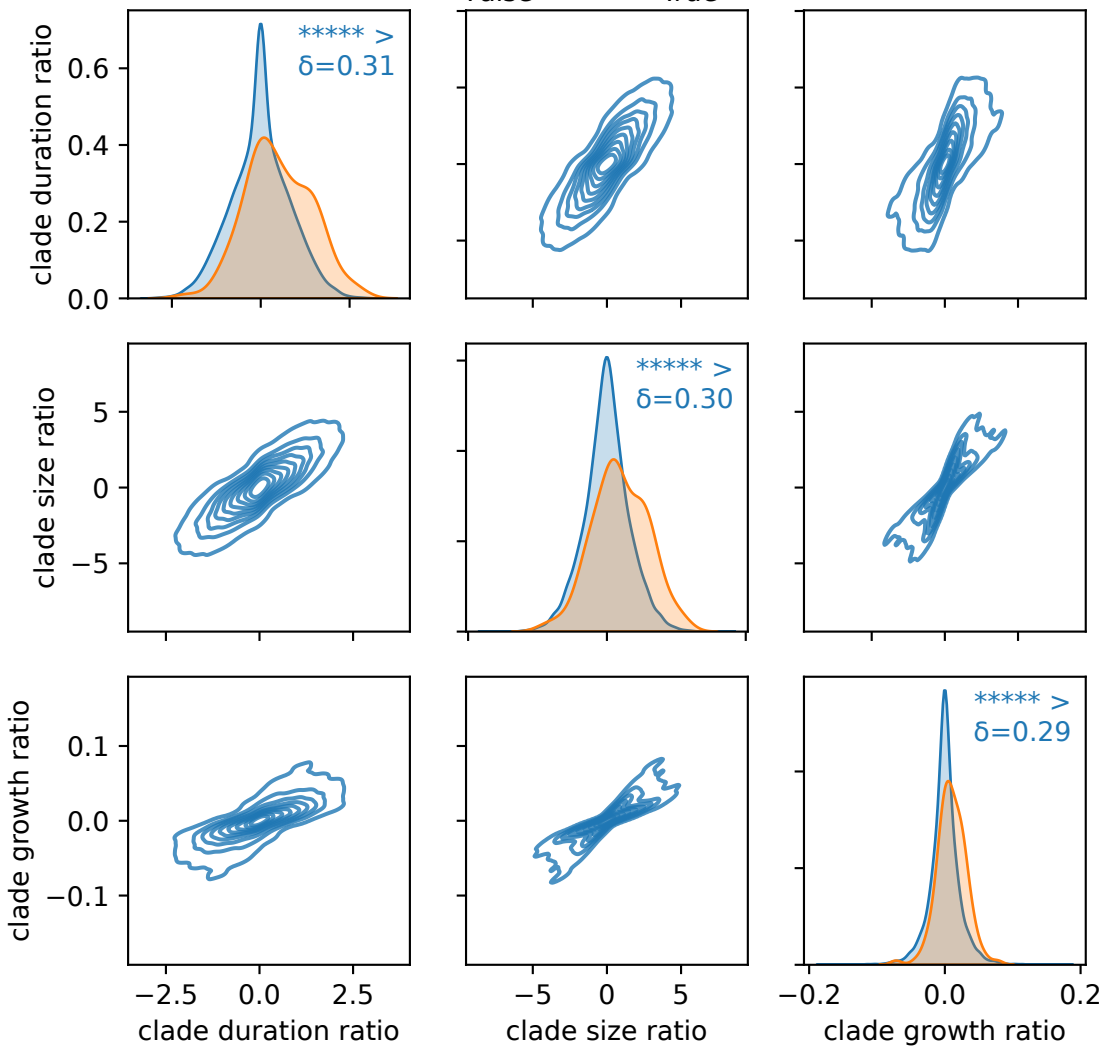 clade duration ratio
0.6
0.4
0.2
0.0
***** >
δ=0.31
clade size ratio
5
0
−5
***** >
δ=0.30
clade growth ratio
0.1
0.0
−0.1
***** >
δ=0.29
−2.5 0.0 2.5
−5 0 5
−0.2 0.0 0.2
clade duration ratio
clade size ratio
clade growth ratio